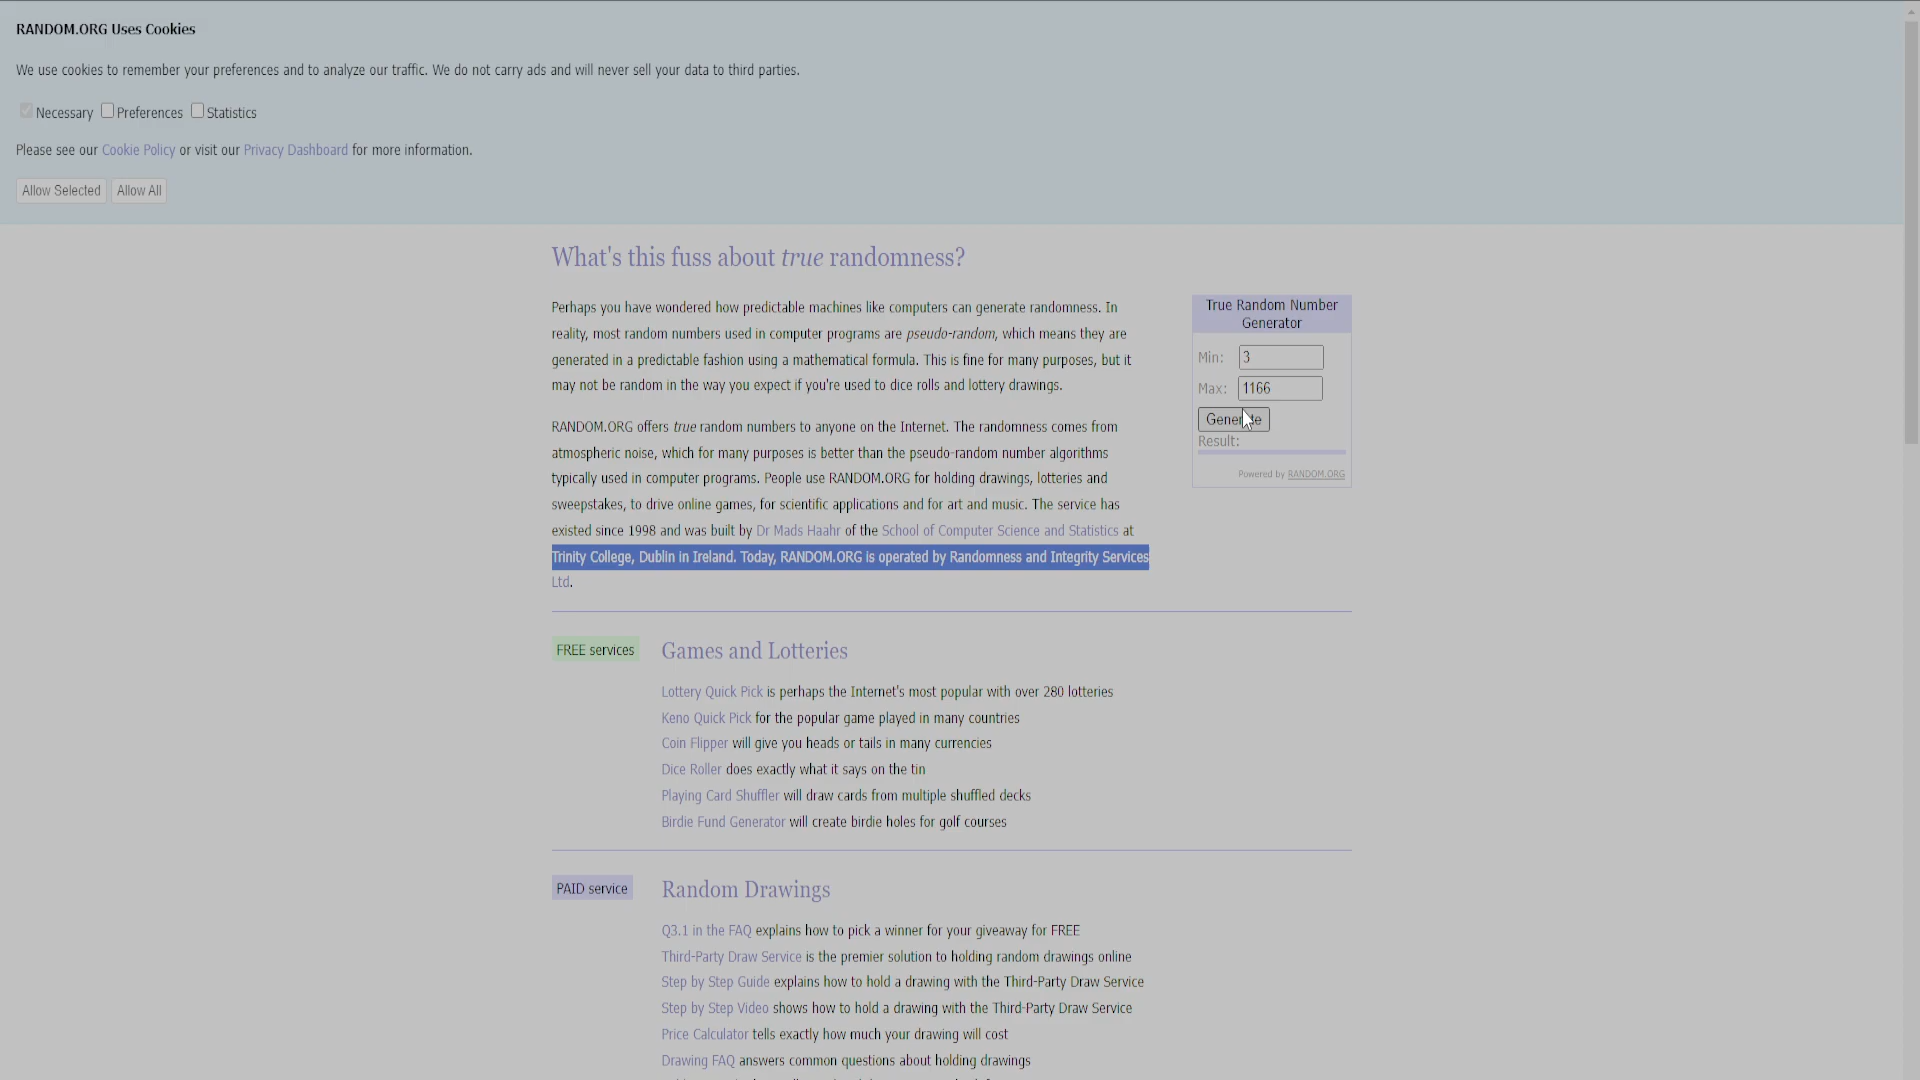 RANDOM.ORG Uses Cookies
We use cookies to remember your preferences and to analyze our traffic. We do not carry ads and will never sell your data to third parties.
Necessary Preferences Statistics
Please see our Cookie Policy or visit our Privacy Dashboard for more information.
Allow Selected Allow All
What's this fuss about true randomness?
Perhaps you have wondered how predictable machines like computers can generate randomness. In
reality, most random numbers used in computer programs are pseudo-random, which means they are
generated in a predictable fashion using a mathematical formula. This is fine for many purposes, but it
may not be random in the way you expect if you're used to dice rolls and lottery drawings.
RANDOM.ORG offers true random numbers to anyone on the Internet. The randomness comes from
atmospheric noise, which for many purposes is better than the pseudo-random number algorithms
typically used in computer programs. People use RANDOM.ORG for holding drawings, lotteries and
sweepstakes, to drive online games, for scientific applications and for art and music. The service has
existed since 1998 and was built by Dr Mads Haahr of the School of Computer Science and Statistics at
Trinity College, Dublin in Ireland. Today, RANDOM.ORG is operated by Randomness and Integrity Services
Ltd.
True Random Number
Generator
Min: 3
Max: 1166
Generate
Result:
Powered by RANDOM.ORG
FREE services
Games and Lotteries
Lottery Quick Pick is perhaps the Internet's most popular with over 280 lotteries
Keno Quick Pick for the popular game played in many countries
Coin Flipper will give you heads or tails in many currencies
Dice Roller does exactly what it says on the tin
Playing Card Shuffler will draw cards from multiple shuffled decks
Birdie Fund Generator will create birdie holes for golf courses
PAID service
Random Drawings
Q3.1 in the FAQ explains how to pick a winner for your giveaway for FREE
Third-Party Draw Service is the premier solution to holding random drawings online
Step by Step Guide explains how to hold a drawing with the Third-Party Draw Service
Step by Step Video shows how to hold a drawing with the Third-Party Draw Service
Price Calculator tells exactly how much your drawing will cost
Drawing FAQ answers common questions about holding drawings